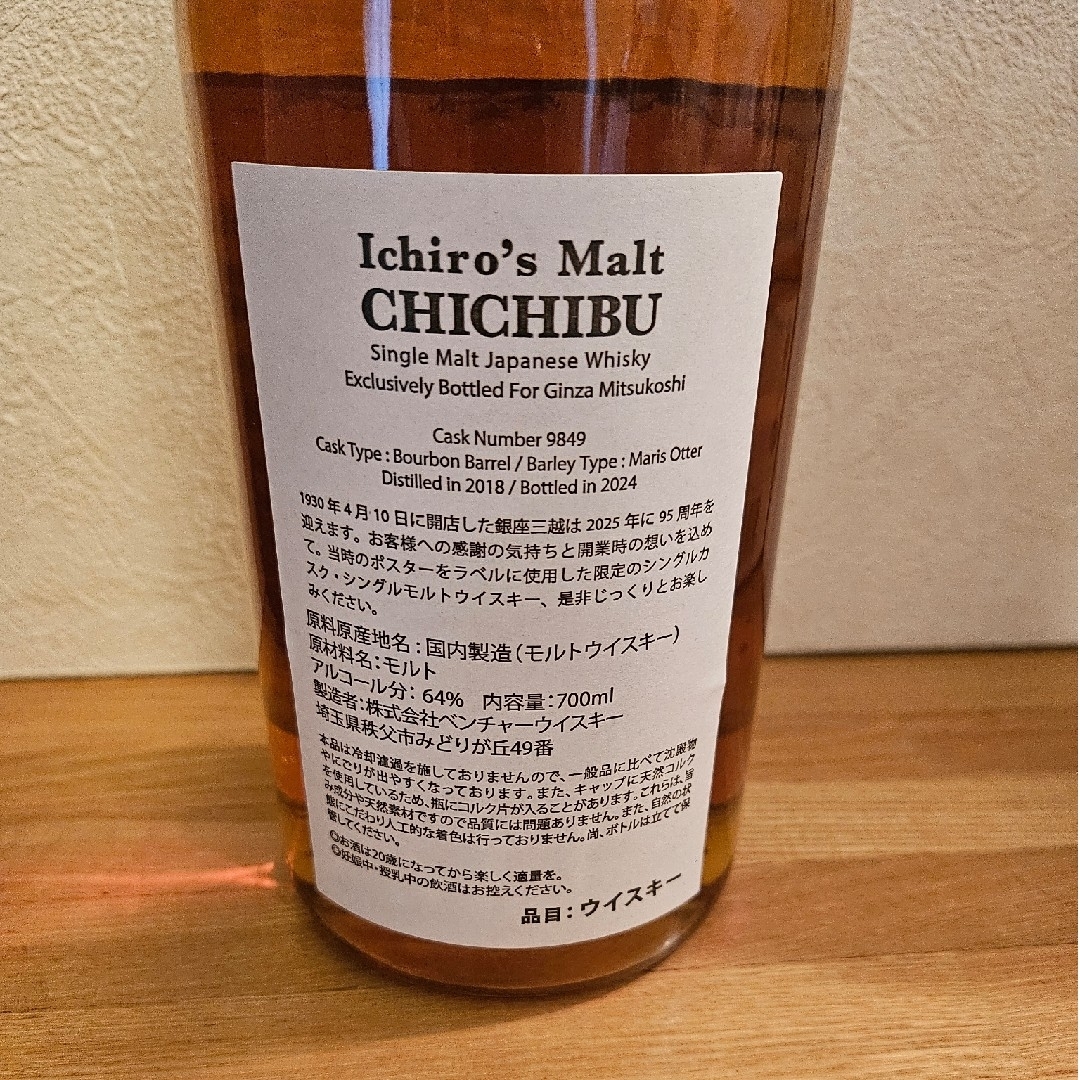 Ichiro's Malt
CHICHIBU
Single Malt Japanese Whisky
Exclusively Bottled For Ginza Mitsukoshi
Cask Number 9849
Cask Type : Bourbon Barrel / Barley Type : Maris Otter
Distilled in 2018 / Bottled in 2024
1930 年 4 月 10 日に開店した銀座三越は 2025 年に 95 周年を
迎えます。お客様への感謝の気持ちと開業時の想いを込め
て。当時のポスターをラベルに使用した限定のシングルカ
スク・シングルモルトウイスキー、是非じっくりとお楽し
みください。
原料原産地名：国内製造（モルトウイスキー）
原材料名：モルト
アルコール分：64% 内容量：700ml
製造者：株式会社ベンチャーウイスキー
埼玉県秩父市みどりが丘49番
本品は冷却濾過を施しておりませんので、一般品に比べて沈殿物
やにごりが出やすくなっております。また、キャップに天然コルク
を使用しているため、瓶にコルク片が入ることがあります。これらは、旨
み成分や天然素材ですので品質には問題ありません。また、自然の状
態にこだわり人工的な着色は行っておりません。尚、ボトルは立てて保
管してください。
◎お酒は20歳になってから楽しく適量を。
◎妊娠中・授乳中の飲酒はお控えください。
品目：ウイスキー